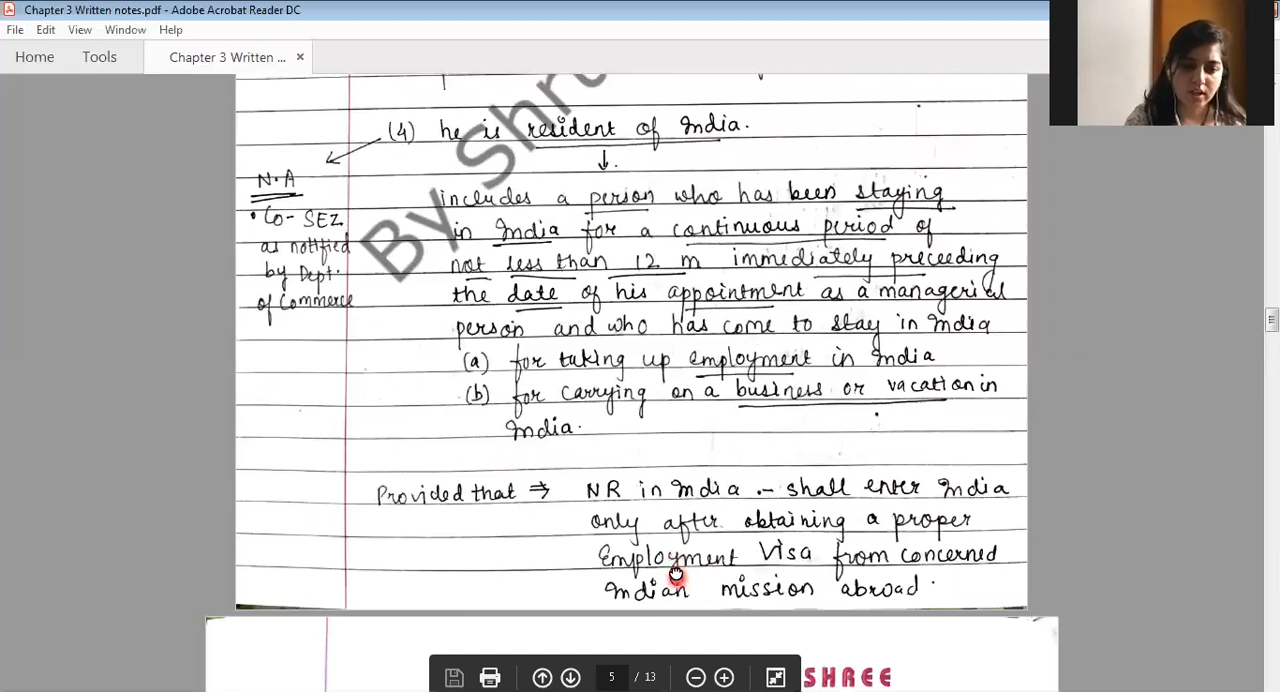 Chapter 3 Written notes.pdf - Adobe Acrobat Reader DC
File Edit View Window Help
Home Tools Chapter 3 Written ... ×
By Shr
(4) he is resident of India.
N.A
• Co- SEZ
as notified
by Dept.
of Commerce
includes a person who has been staying
in India for a continuous period of
not less than 12 m immediately preceeding
the date of his appointment as a managerial
person and who has come to stay in India
(a) for taking up employment in India
(b) for carrying on a business or vacation in
India.
Provided that ⇒ NR in India - shall enter India
only after obtaining a proper
Employment Visa from concerned
Indian mission abroad.
5 / 13
SHREE